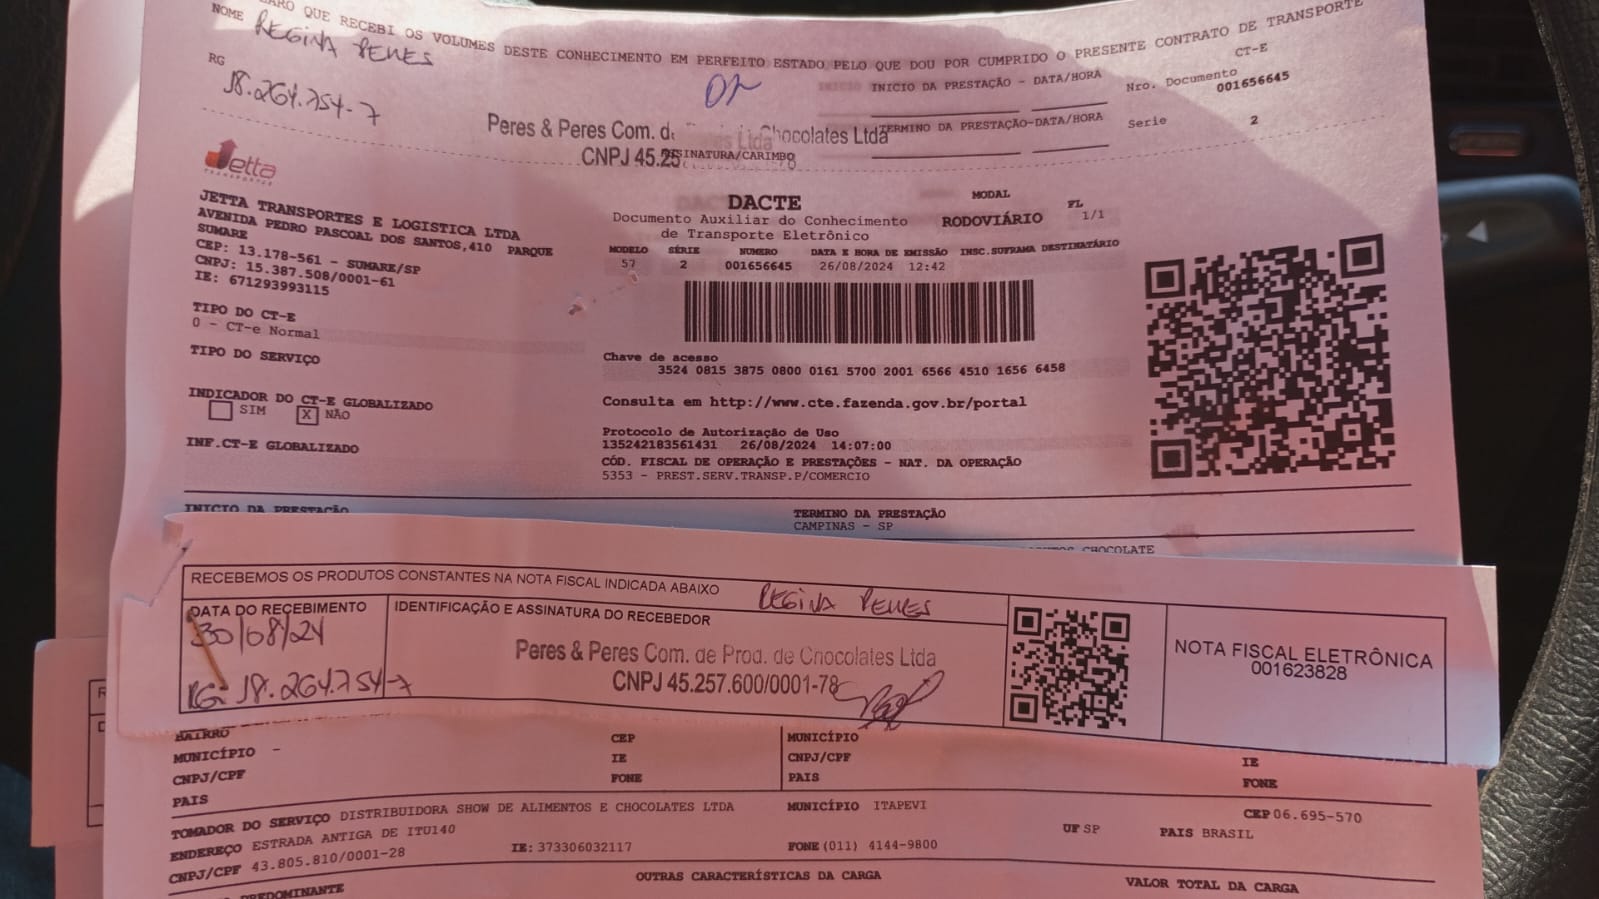 ARO QUE RECEBI OS VOLUMES DESTE CONHECIMENTO EM PERFEITO ESTADO PELO QUE DOU POR CUMPRIDO O PRESENTE CONTRATO DE TRANSPORTE
NOME REGINA PERES
RG
18.264.754-7
02
INICIO DA PRESTAÇÃO - DATA/HORA
TERMINO DA PRESTAÇÃO-DATA/HORA
CT-E
Nro. Documento
001656645
Serie 2
Peres & Peres Com. de Chocolates Ltda
CNPJ 45.25 78
SSINATURA/CARIMBO
Jetta
TRANSPORTES
JETTA TRANSPORTES E LOGISTICA LTDA
AVENIDA PEDRO PASCOAL DOS SANTOS,410 PARQUE
SUMARE
CEP: 13.178-561 - SUMARE/SP
CNPJ: 15.387.508/0001-61
IE: 671293993115
TIPO DO CT-E
0 - CT-e Normal
TIPO DO SERVIÇO
INDICADOR DO CT-E GLOBALIZADO
SIM X NÃO
INF.CT-E GLOBALIZADO
DACTE
Documento Auxiliar do Conhecimento
de Transporte Eletrônico
MODAL
RODOVIÁRIO
FL
1/1
MODELO SÉRIE NUMERO DATA E HORA DE EMISSÃO INSC.SUFRAMA DESTINATÁRIO
57 2 001656645 26/08/2024 12:42
Chave de acesso
3524 0815 3875 0800 0161 5700 2001 6566 4510 1656 6458
Consulta em http://www.cte.fazenda.gov.br/portal
Protocolo de Autorização de Uso
135242183561431 26/08/2024 14:07:00
CÓD. FISCAL DE OPERAÇÃO E PRESTAÇÕES - NAT. DA OPERAÇÃO
5353 - PREST.SERV.TRANSP.P/COMERCIO
INICIO DA PRESTAÇÃO
TERMINO DA PRESTAÇÃO
CAMPINAS - SP
CHOCOLATE
RECEBEMOS OS PRODUTOS CONSTANTES NA NOTA FISCAL INDICADA ABAIXO
REGINA PERES
DATA DO RECEBIMENTO
30/08/24
RG: 18.264.754-7
IDENTIFICAÇÃO E ASSINATURA DO RECEBEDOR
Peres & Peres Com. de Prod. de Chocolates Ltda
CNPJ 45.257.600/0001-78
NOTA FISCAL ELETRÔNICA
001623828
BAIRRO
MUNICÍPIO -
CNPJ/CPF
PAIS
CEP
IE
FONE
MUNICÍPIO
CNPJ/CPF
PAIS
IE
FONE
TOMADOR DO SERVIÇO DISTRIBUIDORA SHOW DE ALIMENTOS E CHOCOLATES LTDA MUNICÍPIO ITAPEVI CEP 06.695-570
ENDEREÇO ESTRADA ANTIGA DE ITU140 UF SP PAIS BRASIL
CNPJ/CPF 43.805.810/0001-28 IE: 373306032117 FONE (011) 4144-9800
PREDOMINANTE OUTRAS CARACTERÍSTICAS DA CARGA VALOR TOTAL DA CARGA